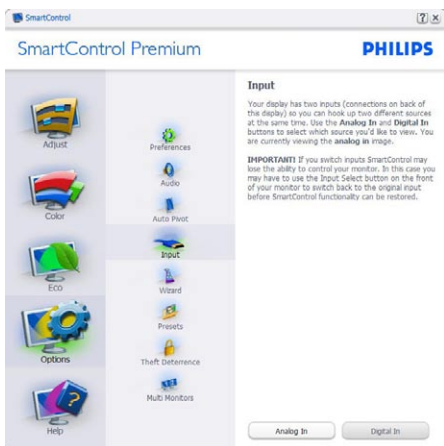 SmartControl
SmartControl Premium
PHILIPS
Adjust
Color
Eco
Options
Help
Preferences
Audio
Auto Pivot
Input
Wizard
Presets
Theft Deterrence
Multi Monitors
Input
Your display has two inputs (connections on back of
this display) so you can hook up two different sources
at the same time. Use the Analog In and Digital In
buttons to select which source you'd like to view. You
are currently viewing the analog in image.
IMPORTANT! If you switch inputs SmartControl may
lose the ability to control your monitor. In this case you
may have to use the Input Select button on the front
of your monitor to switch back to the original input
before SmartControl functionality can be restored.
Analog In
Digital In